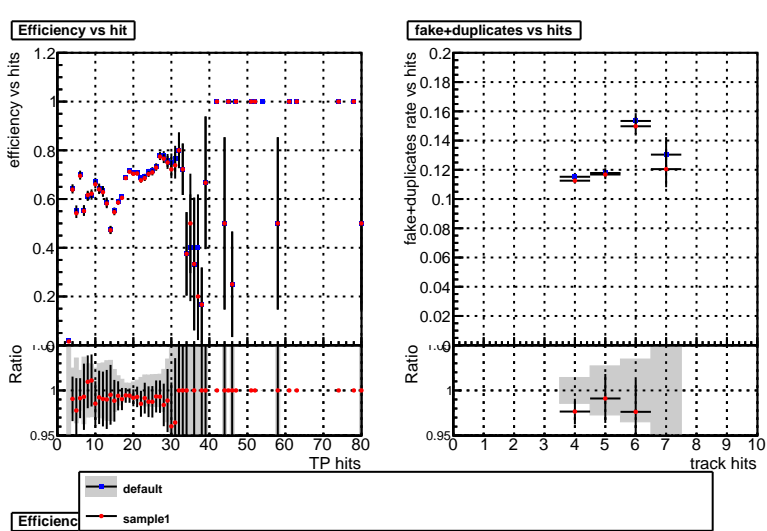 Efficiency vs hit
fake+duplicates vs hits
efficiency vs hits
1.2
1
0.8
0.6
0.4
0.2
0
Ratio
1
0.95
0 10 20 30 40 50 60 70 80
TP hits
fake+duplicates rate vs hits
0.2
0.18
0.16
0.14
0.12
0.1
0.08
0.06
0.04
0.02
0
Ratio
1
0.95
0 1 2 3 4 5 6 7 8 9 10
track hits
default
sample1
Efficienc